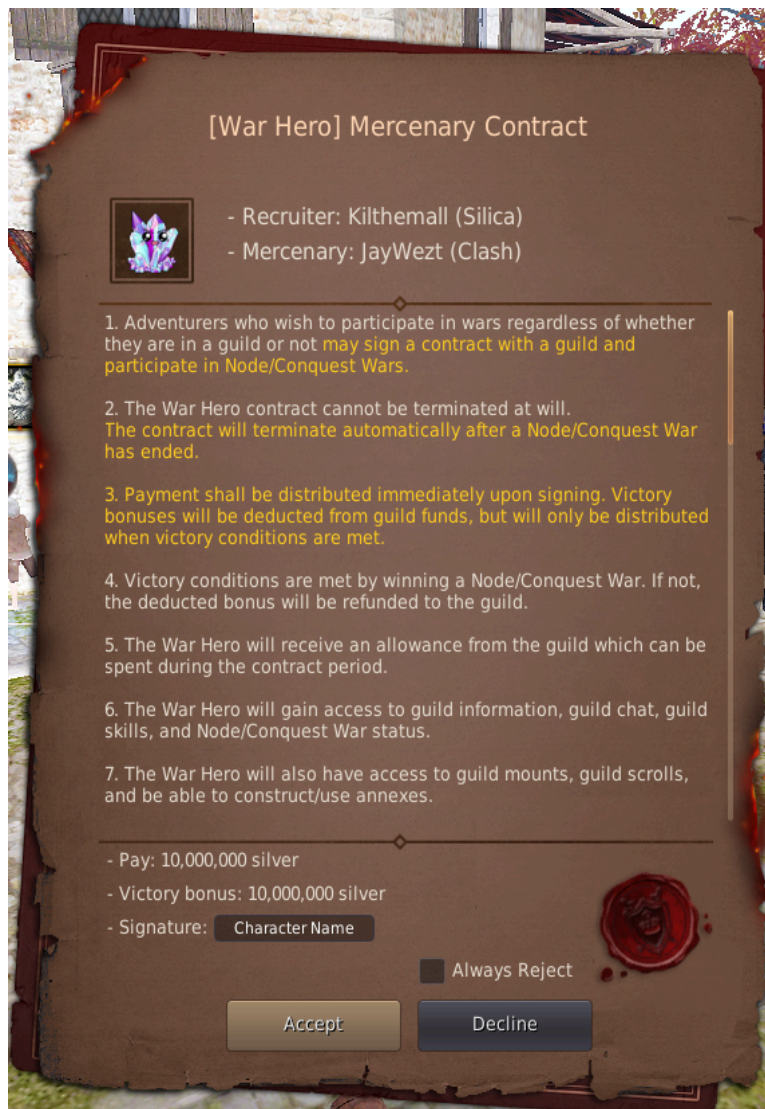 [War Hero] Mercenary Contract
- Recruiter: Kilthemall (Silica)
- Mercenary: JayWezt (Clash)
1. Adventurers who wish to participate in wars regardless of whether
they are in a guild or not may sign a contract with a guild and
participate in Node/Conquest Wars.
2. The War Hero contract cannot be terminated at will.
The contract will terminate automatically after a Node/Conquest War
has ended.
3. Payment shall be distributed immediately upon signing. Victory
bonuses will be deducted from guild funds, but will only be distributed
when victory conditions are met.
4. Victory conditions are met by winning a Node/Conquest War. If not,
the deducted bonus will be refunded to the guild.
5. The War Hero will receive an allowance from the guild which can be
spent during the contract period.
6. The War Hero will gain access to guild information, guild chat, guild
skills, and Node/Conquest War status.
7. The War Hero will also have access to guild mounts, guild scrolls,
and be able to construct/use annexes.
- Pay: 10,000,000 silver
- Victory bonus: 10,000,000 silver
- Signature: Character Name
Always Reject
Accept Decline